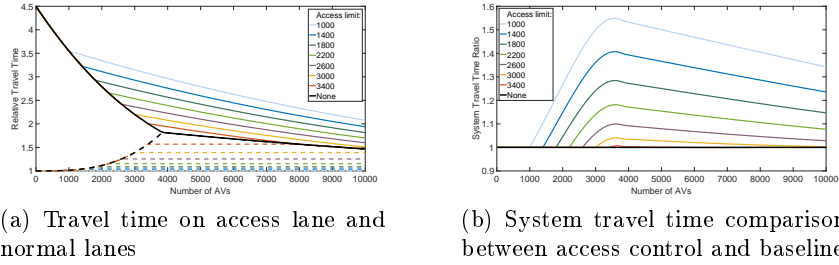 4.5
4
3.5
3
2.5
2
1.5
1
Relative Travel Time
0 1000 2000 3000 4000 5000 6000 7000 8000 9000 10000
Number of AVs
Access limit:
1000
1400
1800
2200
2600
3000
3400
None
(a) Travel time on access lane and
normal lanes
1.6
1.5
1.4
1.3
1.2
1.1
1
0.9
System Travel Time Ratio
0 1000 2000 3000 4000 5000 6000 7000 8000 9000 10000
Number of AVs
Access limit:
1000
1400
1800
2200
2600
3000
3400
None
(b) System travel time comparison
between access control and baseline